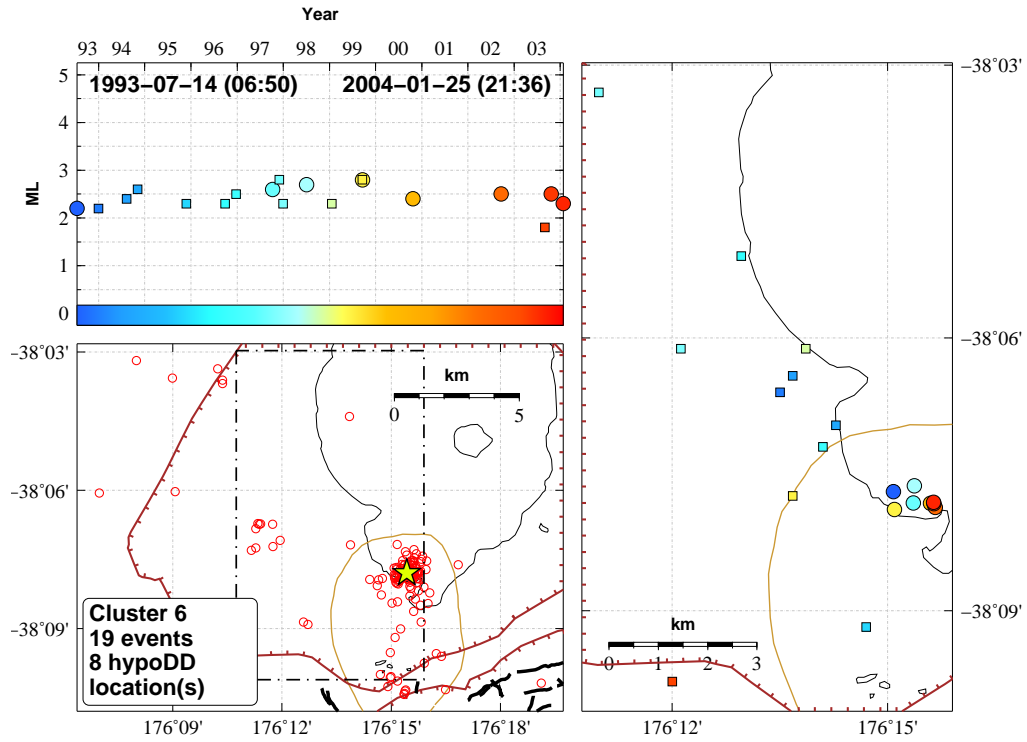 Year
93 94 95 96 97 98 99 00 01 02 03
1993−07−14 (06:50) 2004−01−25 (21:36)
ML
5
4
3
2
1
0
−38°03'
−38°06'
−38°09'
km
0 5
Cluster 6
19 events
8 hypoDD
location(s)
176°09' 176°12' 176°15' 176°18'
−38°03'
−38°06'
−38°09'
km
0 1 2 3
176°12' 176°15'